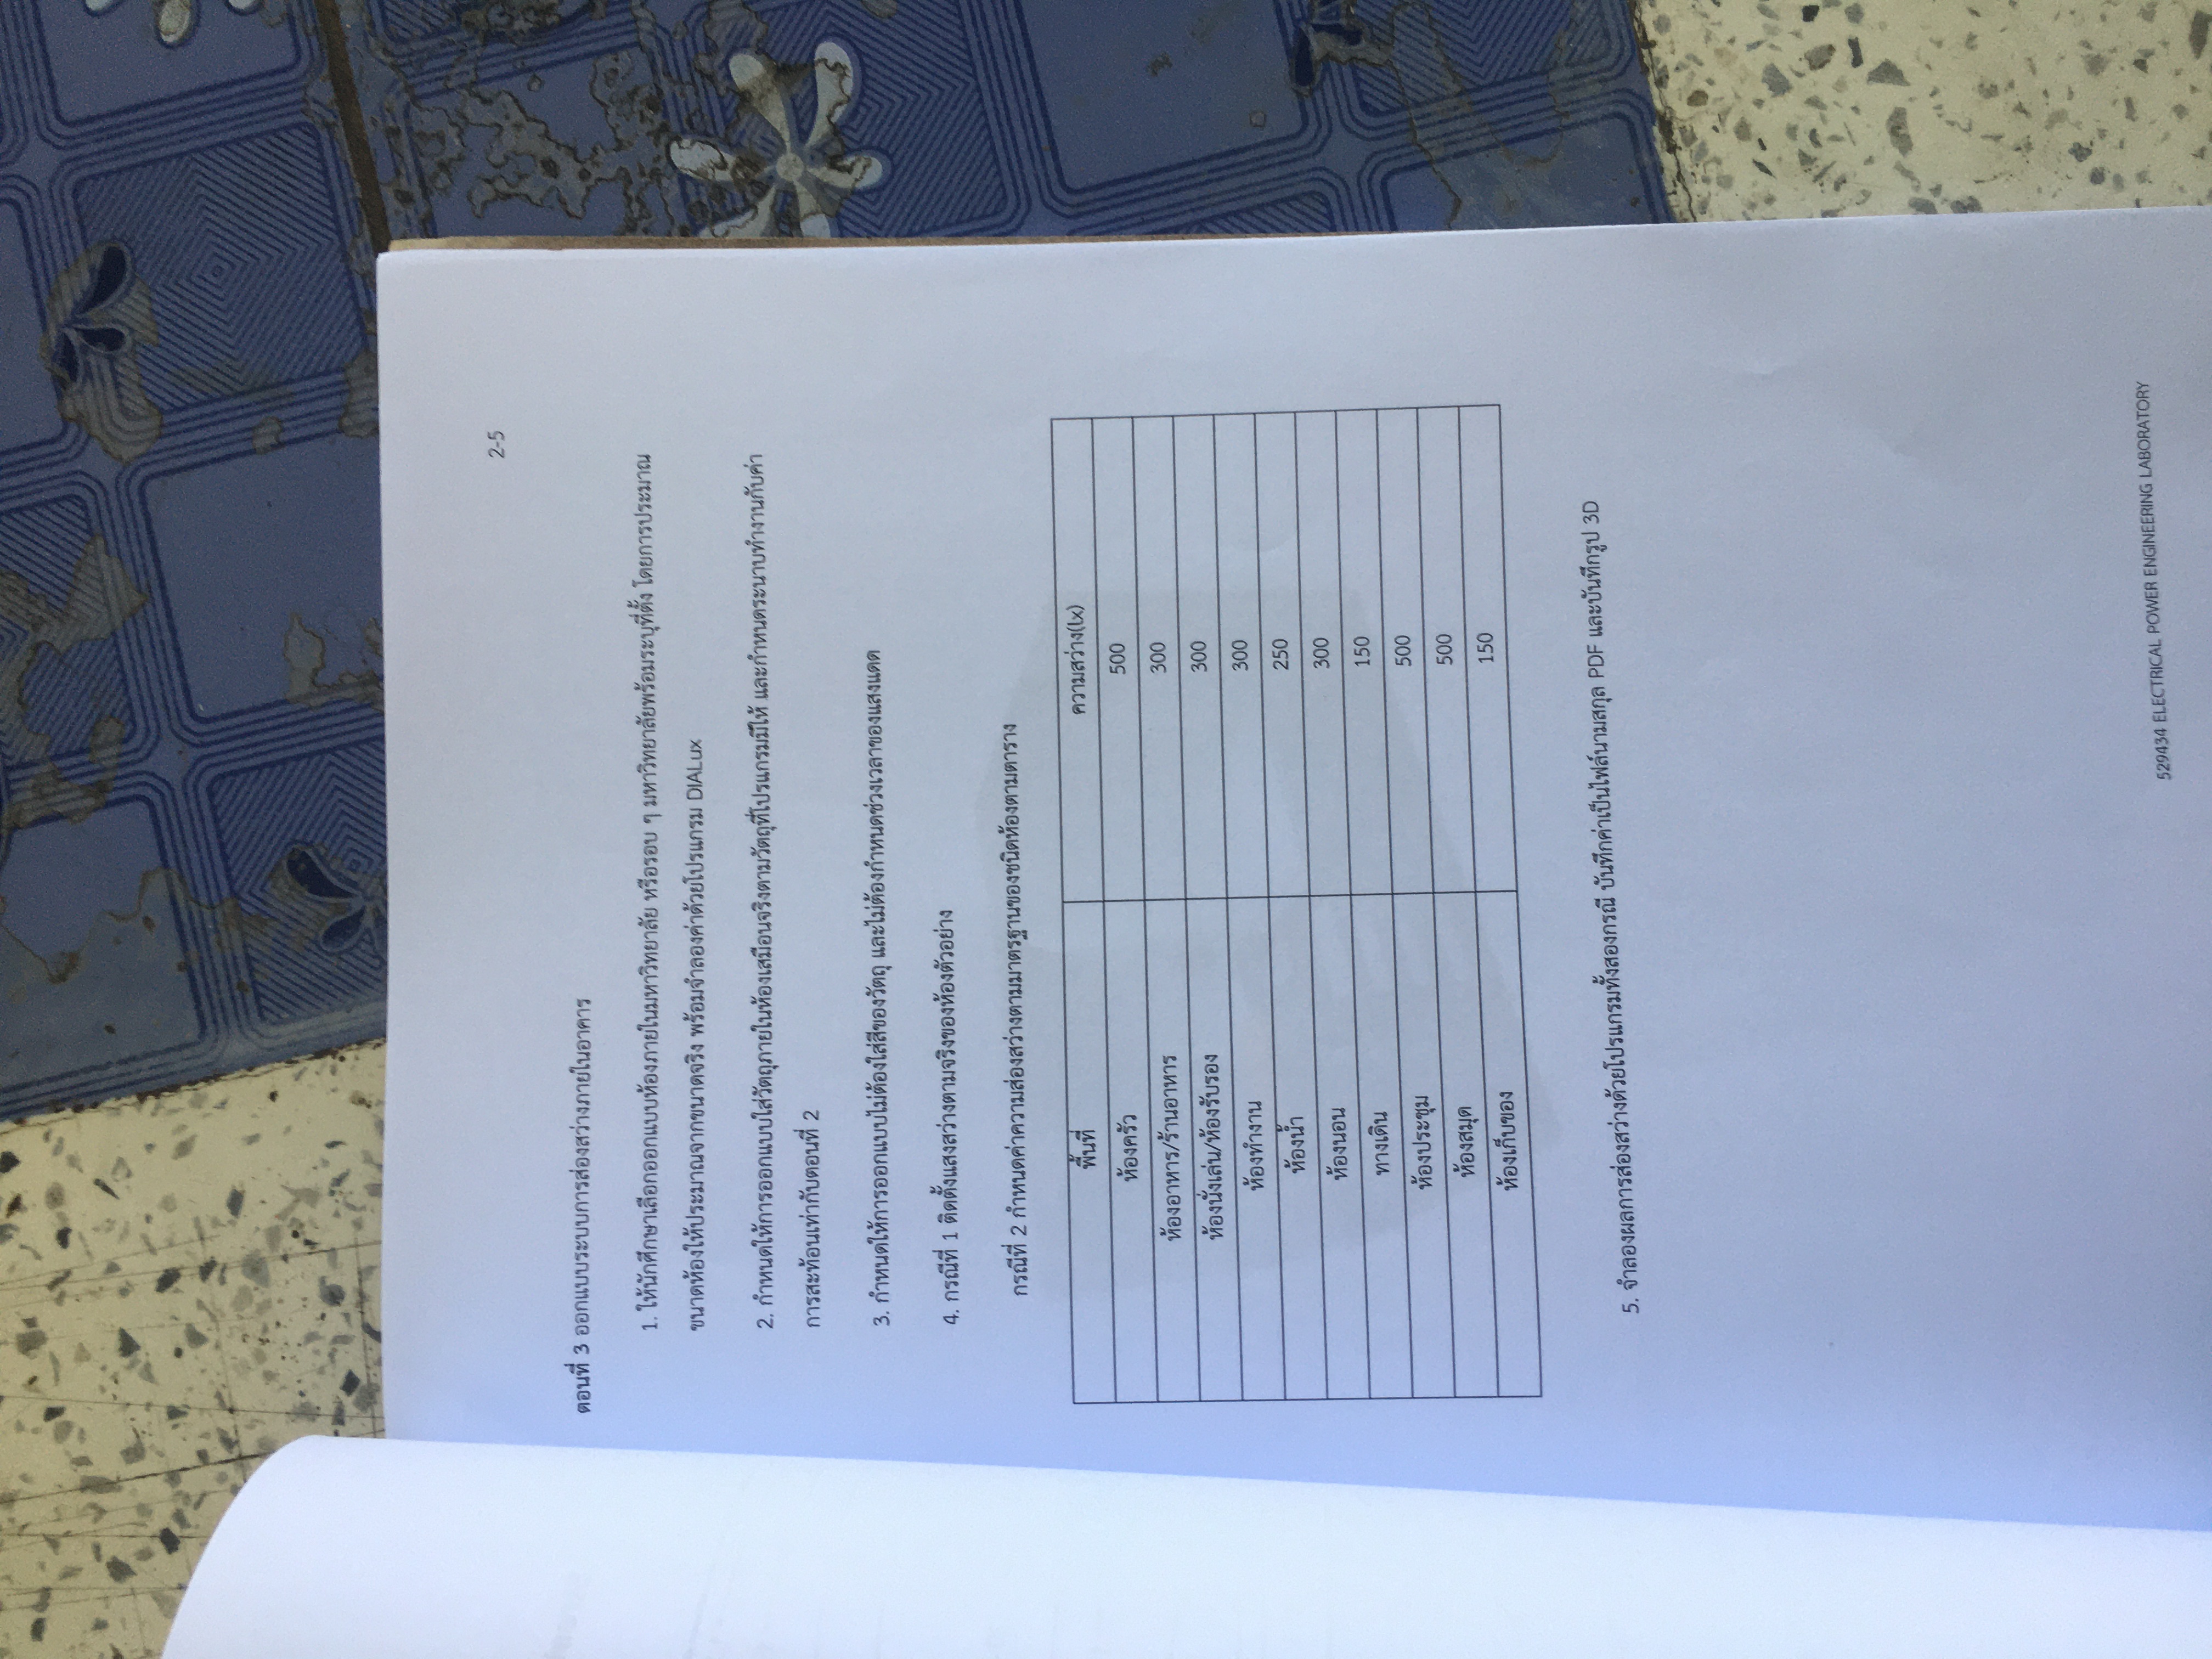 2-5
ตอนที่ 3 ออกแบบระบบการส่องสว่างภายในอาคาร
1. ให้นักศึกษาเลือกออกแบบห้องภายในมหาวิทยาลัย หรือรอบ ๆ มหาวิทยาลัยพร้อมระบุที่ตั้ง โดยการประมาณ
ขนาดห้องให้ประมาณจากขนาดจริง พร้อมจำลองค่าด้วยโปรแกรม DIALux
2. กำหนดให้การออกแบบใส่วัตถุภายในห้องเสมือนจริงตามวัตถุที่โปรแกรมมีให้ และกำหนดระนาบทำงานกับค่า
การสะท้อนเท่ากับตอนที่ 2
3. กำหนดให้การออกแบบไม่ต้องใส่สีของวัตถุ และไม่ต้องกำหนดช่วงเวลาของแสงแดด
4. กรณีที่ 1 ติดตั้งแสงสว่างตามจริงของห้องตัวอย่าง
กรณีที่ 2 กำหนดค่าความส่องสว่างตามมาตรฐานของชนิดห้องตามตาราง
พื้นที่ ความสว่าง(lx)
ห้องครัว 500
ห้องอาหาร/ร้านอาหาร 300
ห้องนั่งเล่น/ห้องรับรอง 300
ห้องทำงาน 300
ห้องน้ำ 250
ห้องนอน 300
ทางเดิน 150
ห้องประชุม 500
ห้องสมุด 500
ห้องเก็บของ 150
5. จำลองผลการส่องสว่างด้วยโปรแกรมทั้งสองกรณี บันทึกค่าเป็นไฟล์นามสกุล PDF และบันทึกรูป 3D
529434 ELECTRICAL POWER ENGINEERING LABORATORY